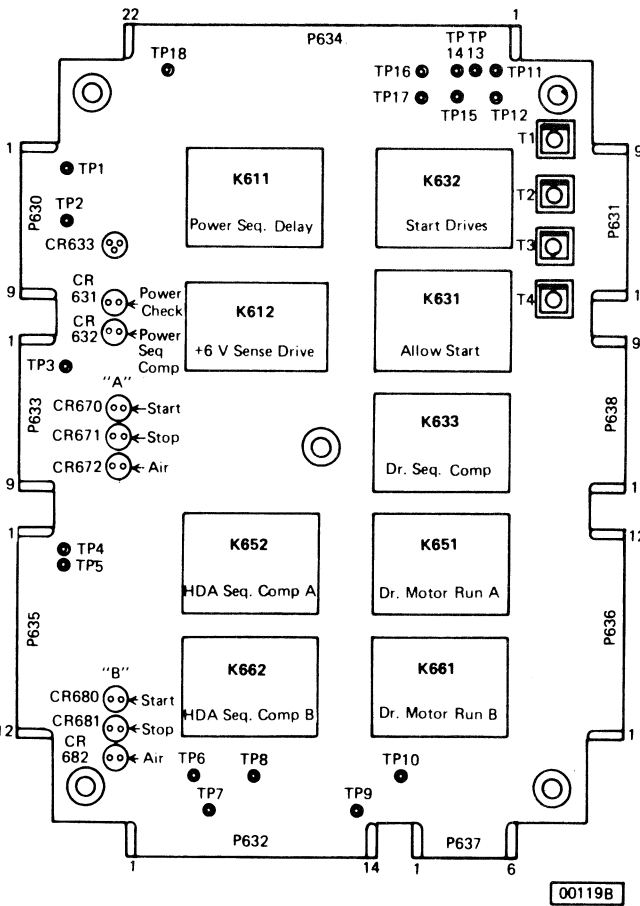 22
P634
1
TP18
TP TP
14 13
TP16
TP11
TP17
TP15
TP12
T1
1
9
TP1
K611
Power Seq. Delay
K632
Start Drives
T2
P630
P631
TP2
CR633
T3
9
CR
631
Power
Check
T4
1
1
CR
632
Power
Seq
Comp
K612
+6 V Sense Drive
K631
Allow Start
9
TP3
"A"
P633
P638
CR670
Start
CR671
Stop
CR672
Air
K633
Dr. Seq. Comp
9
1
1
12
TP4
TP5
K652
HDA Seq. Comp A
K651
Dr. Motor Run A
P635
P636
"B"
CR680
Start
CR681
Stop
CR
682
Air
K662
HDA Seq. Comp B
K661
Dr. Motor Run B
12
1
TP6
TP8
TP10
TP7
TP9
P632
P637
1
14
1
6
00119B